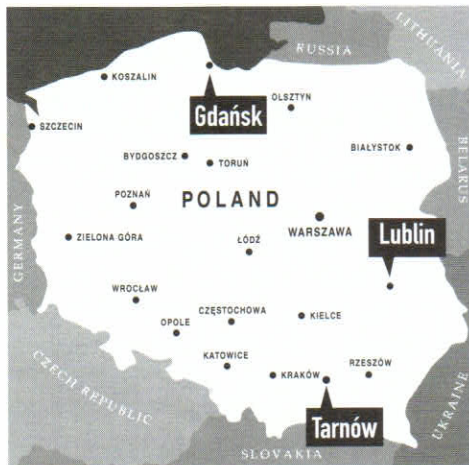 LITHUANIA
RUSSIA
KOSZALIN
OLSZTYN
Gdańsk
SZCZECIN
BIAŁYSTOK
BELARUS
BYDGOSZCZ
TORUŃ
POZNAŃ
POLAND
WARSZAWA
Lublin
GERMANY
ZIELONA GÓRA
ŁÓDŹ
WROCŁAW
CZĘSTOCHOWA
KIELCE
OPOLE
KATOWICE
KRAKÓW
RZESZÓW
CZECH REPUBLIC
UKRAINE
Tarnów
SLOVAKIA